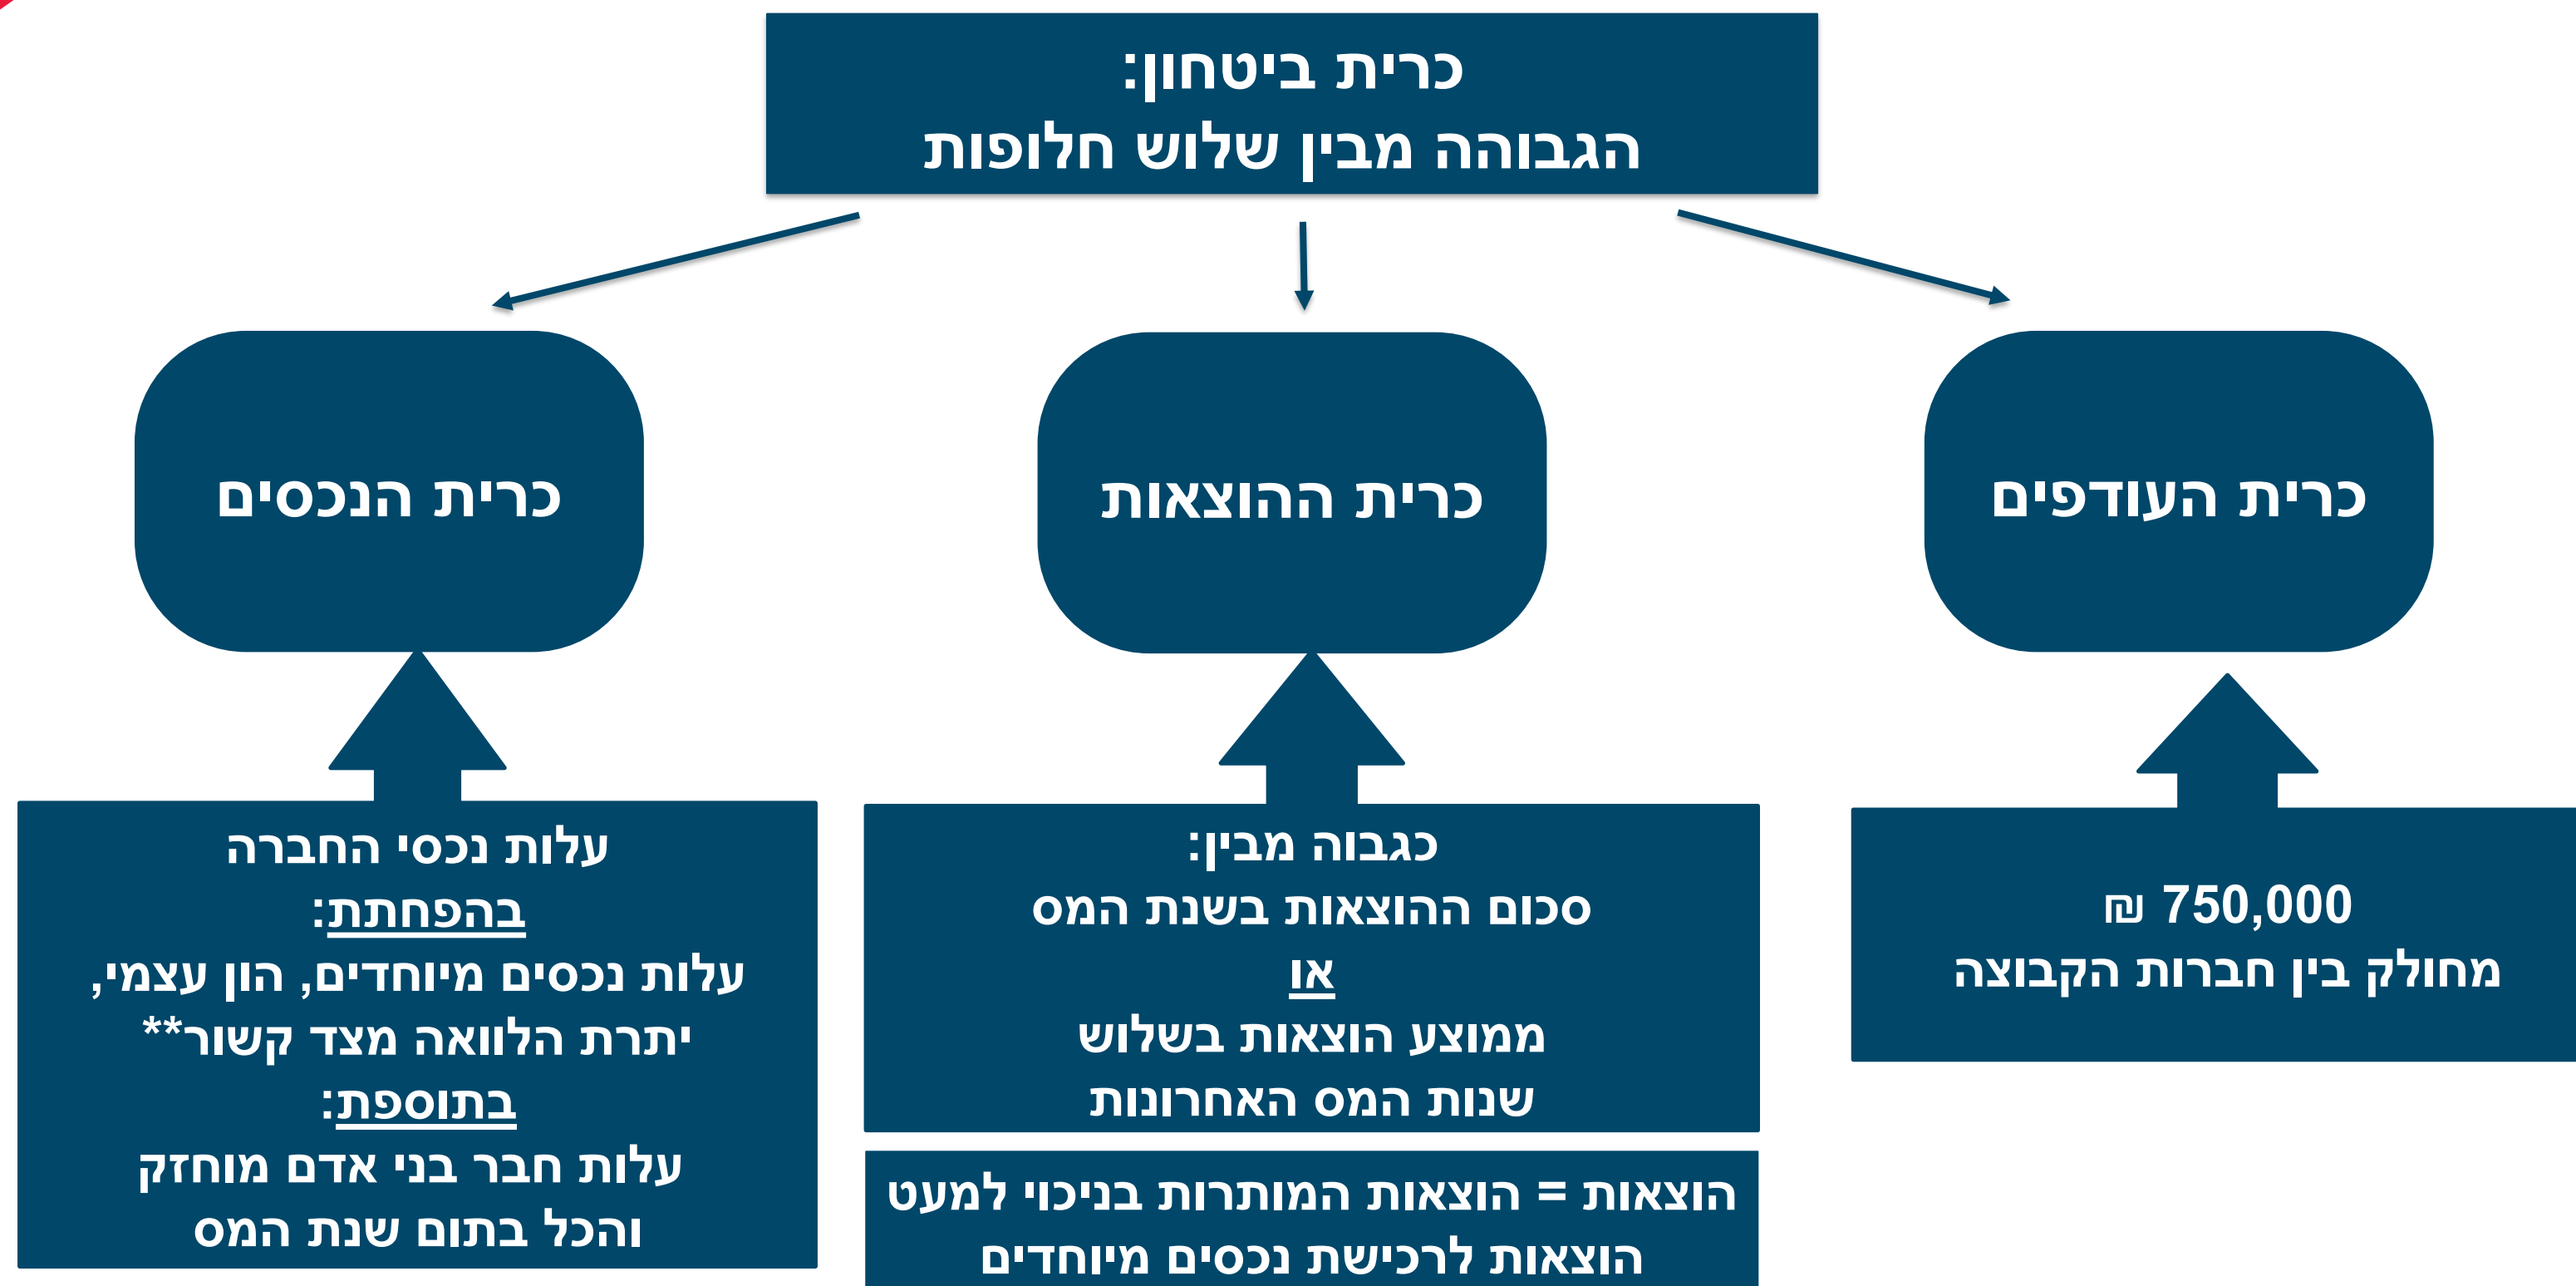 כרית ביטחון:
הגבוהה מבין שלוש חלופות
כרית העודפים
כרית ההוצאות
כרית הנכסים
750,000 ₪
מחולק בין חברות הקבוצה
כגבוה מבין:
סכום ההוצאות בשנת המס
או
ממוצע הוצאות בשלוש
שנות המס האחרונות
הוצאות = הוצאות המותרות בניכוי למעט
הוצאות לרכישת נכסים מיוחדים
עלות נכסי החברה
בהפחתת:
עלות נכסים מיוחדים, הון עצמי,
יתרת הלוואה מצד קשור**
בתוספת:
עלות חבר בני אדם מוחזק
והכל בתום שנת המס